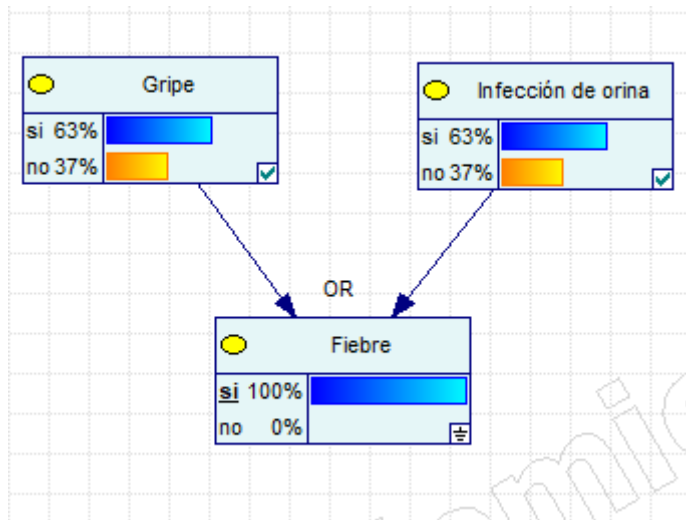 Gripe
si 63%
no 37%
Infección de orina
si 63%
no 37%
OR
Fiebre
si 100%
no 0%